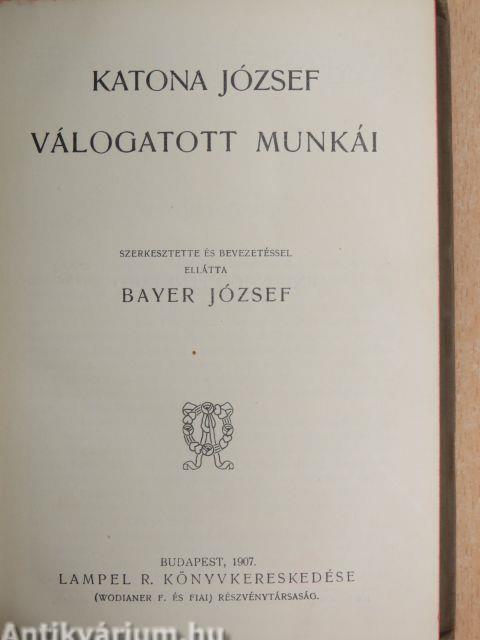 KATONA JÓZSEF
VÁLOGATOTT MUNKÁI
SZERKESZTETTE ÉS BEVEZETÉSSEL
ELLÁTTA
BAYER JÓZSEF
BUDAPEST, 1907.
LAMPEL R. KÖNYVKERESKEDÉSE
(WODIANER F. ÉS FIAI) RÉSZVÉNYTÁRSASÁG.
Antikvárium.hu